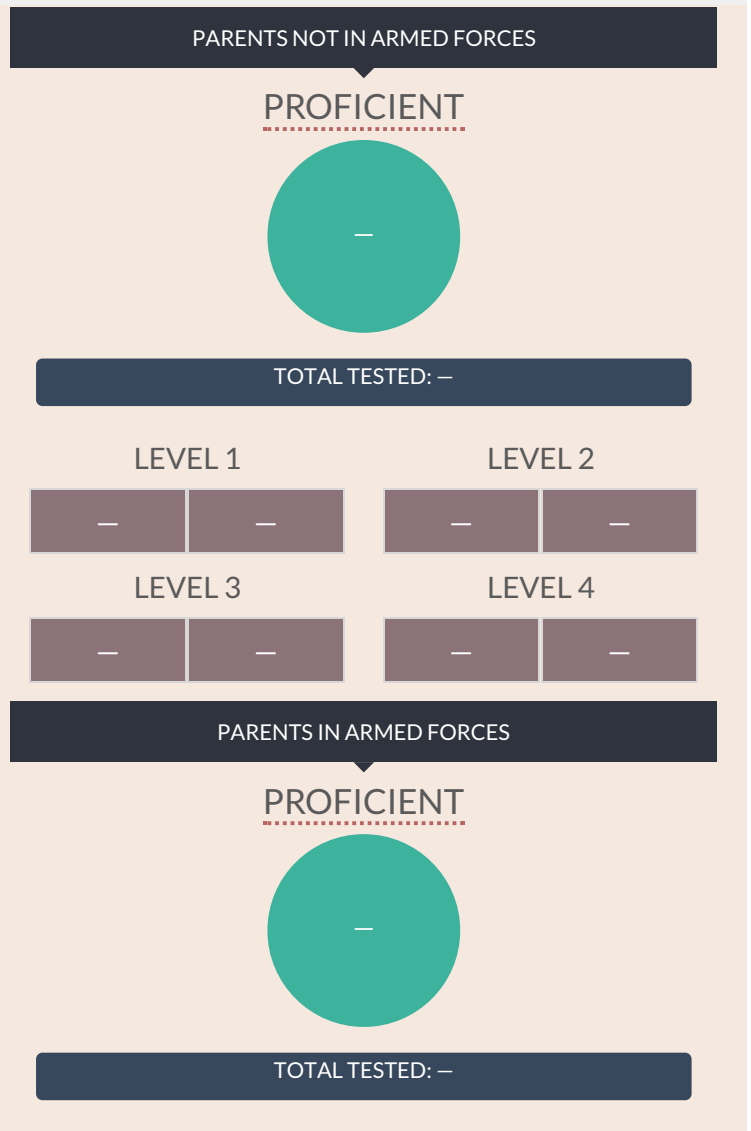 PARENTS NOT IN ARMED FORCES
PROFICIENT
—
TOTAL TESTED: —
LEVEL 1 LEVEL 2
— — — —
LEVEL 3 LEVEL 4
— — — —
PARENTS IN ARMED FORCES
PROFICIENT
—
TOTAL TESTED: —